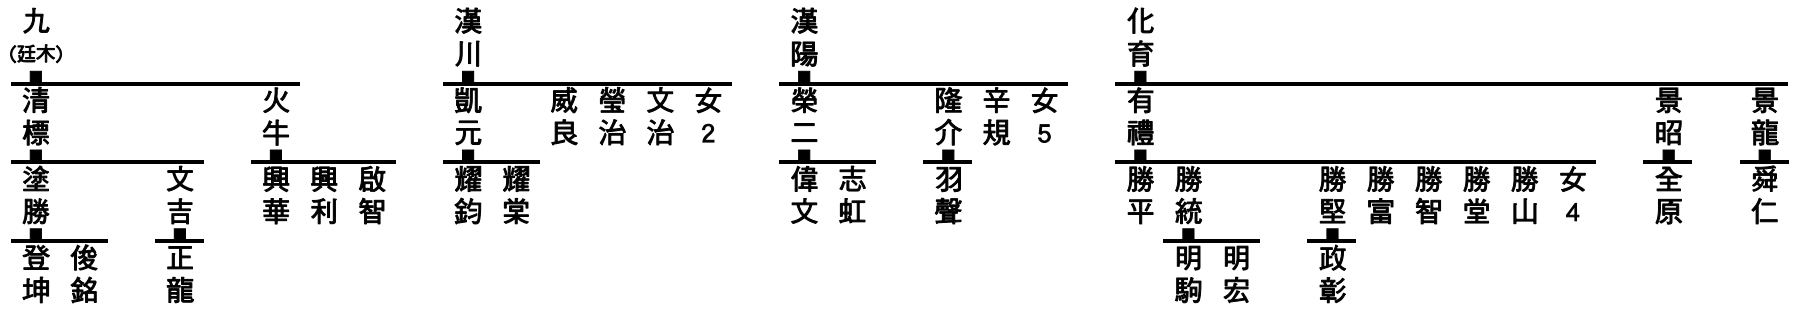 九
(廷木)
漢川
漢陽
化育
清標
火牛
凱元
威良
瑩治
文治
女2
榮二
隆介
辛規
女5
有禮
景昭
景龍
塗勝
文吉
興華
興利
啟智
耀鈞
耀棠
偉文
志虹
羽聲
勝平
勝統
勝堅
勝富
勝智
勝堂
勝山
女4
全原
舜仁
登坤
俊銘
正龍
明駒
明宏
政彰